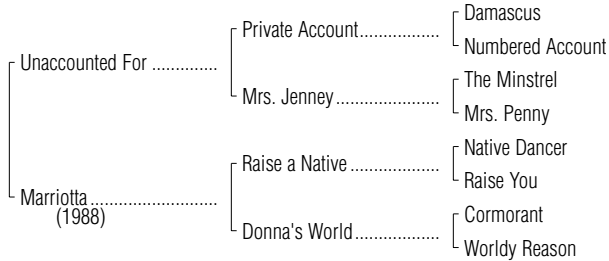 Damascus
Private Account..................
Numbered Account
Unaccounted For ..............
The Minstrel
Mrs. Jenney.......................
Mrs. Penny
Native Dancer
Raise a Native ....................
Raise You
Marriotta...........................
(1988)
Cormorant
Donna's World...................
Worldy Reason